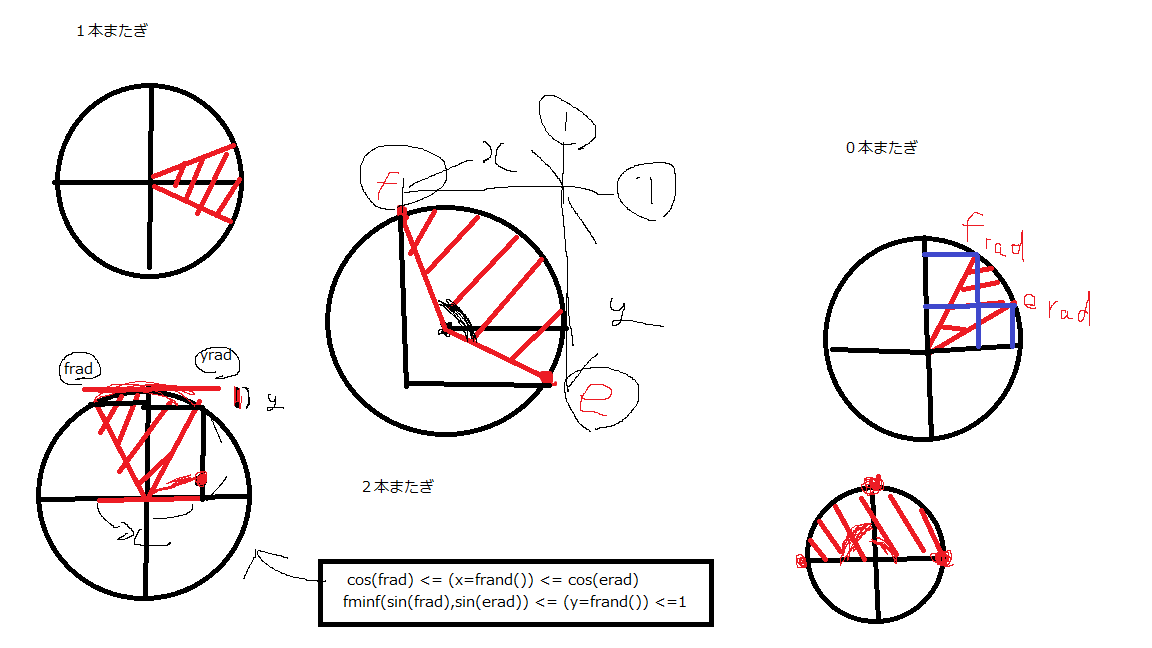 １本またぎ
x
1
1
f
y
e
０本またぎ
frad
erad
frad
yrad
y
x
２本またぎ
cos(frad) <= (x=frand()) <= cos(erad)
fminf(sin(frad),sin(erad)) <= (y=frand()) <=1